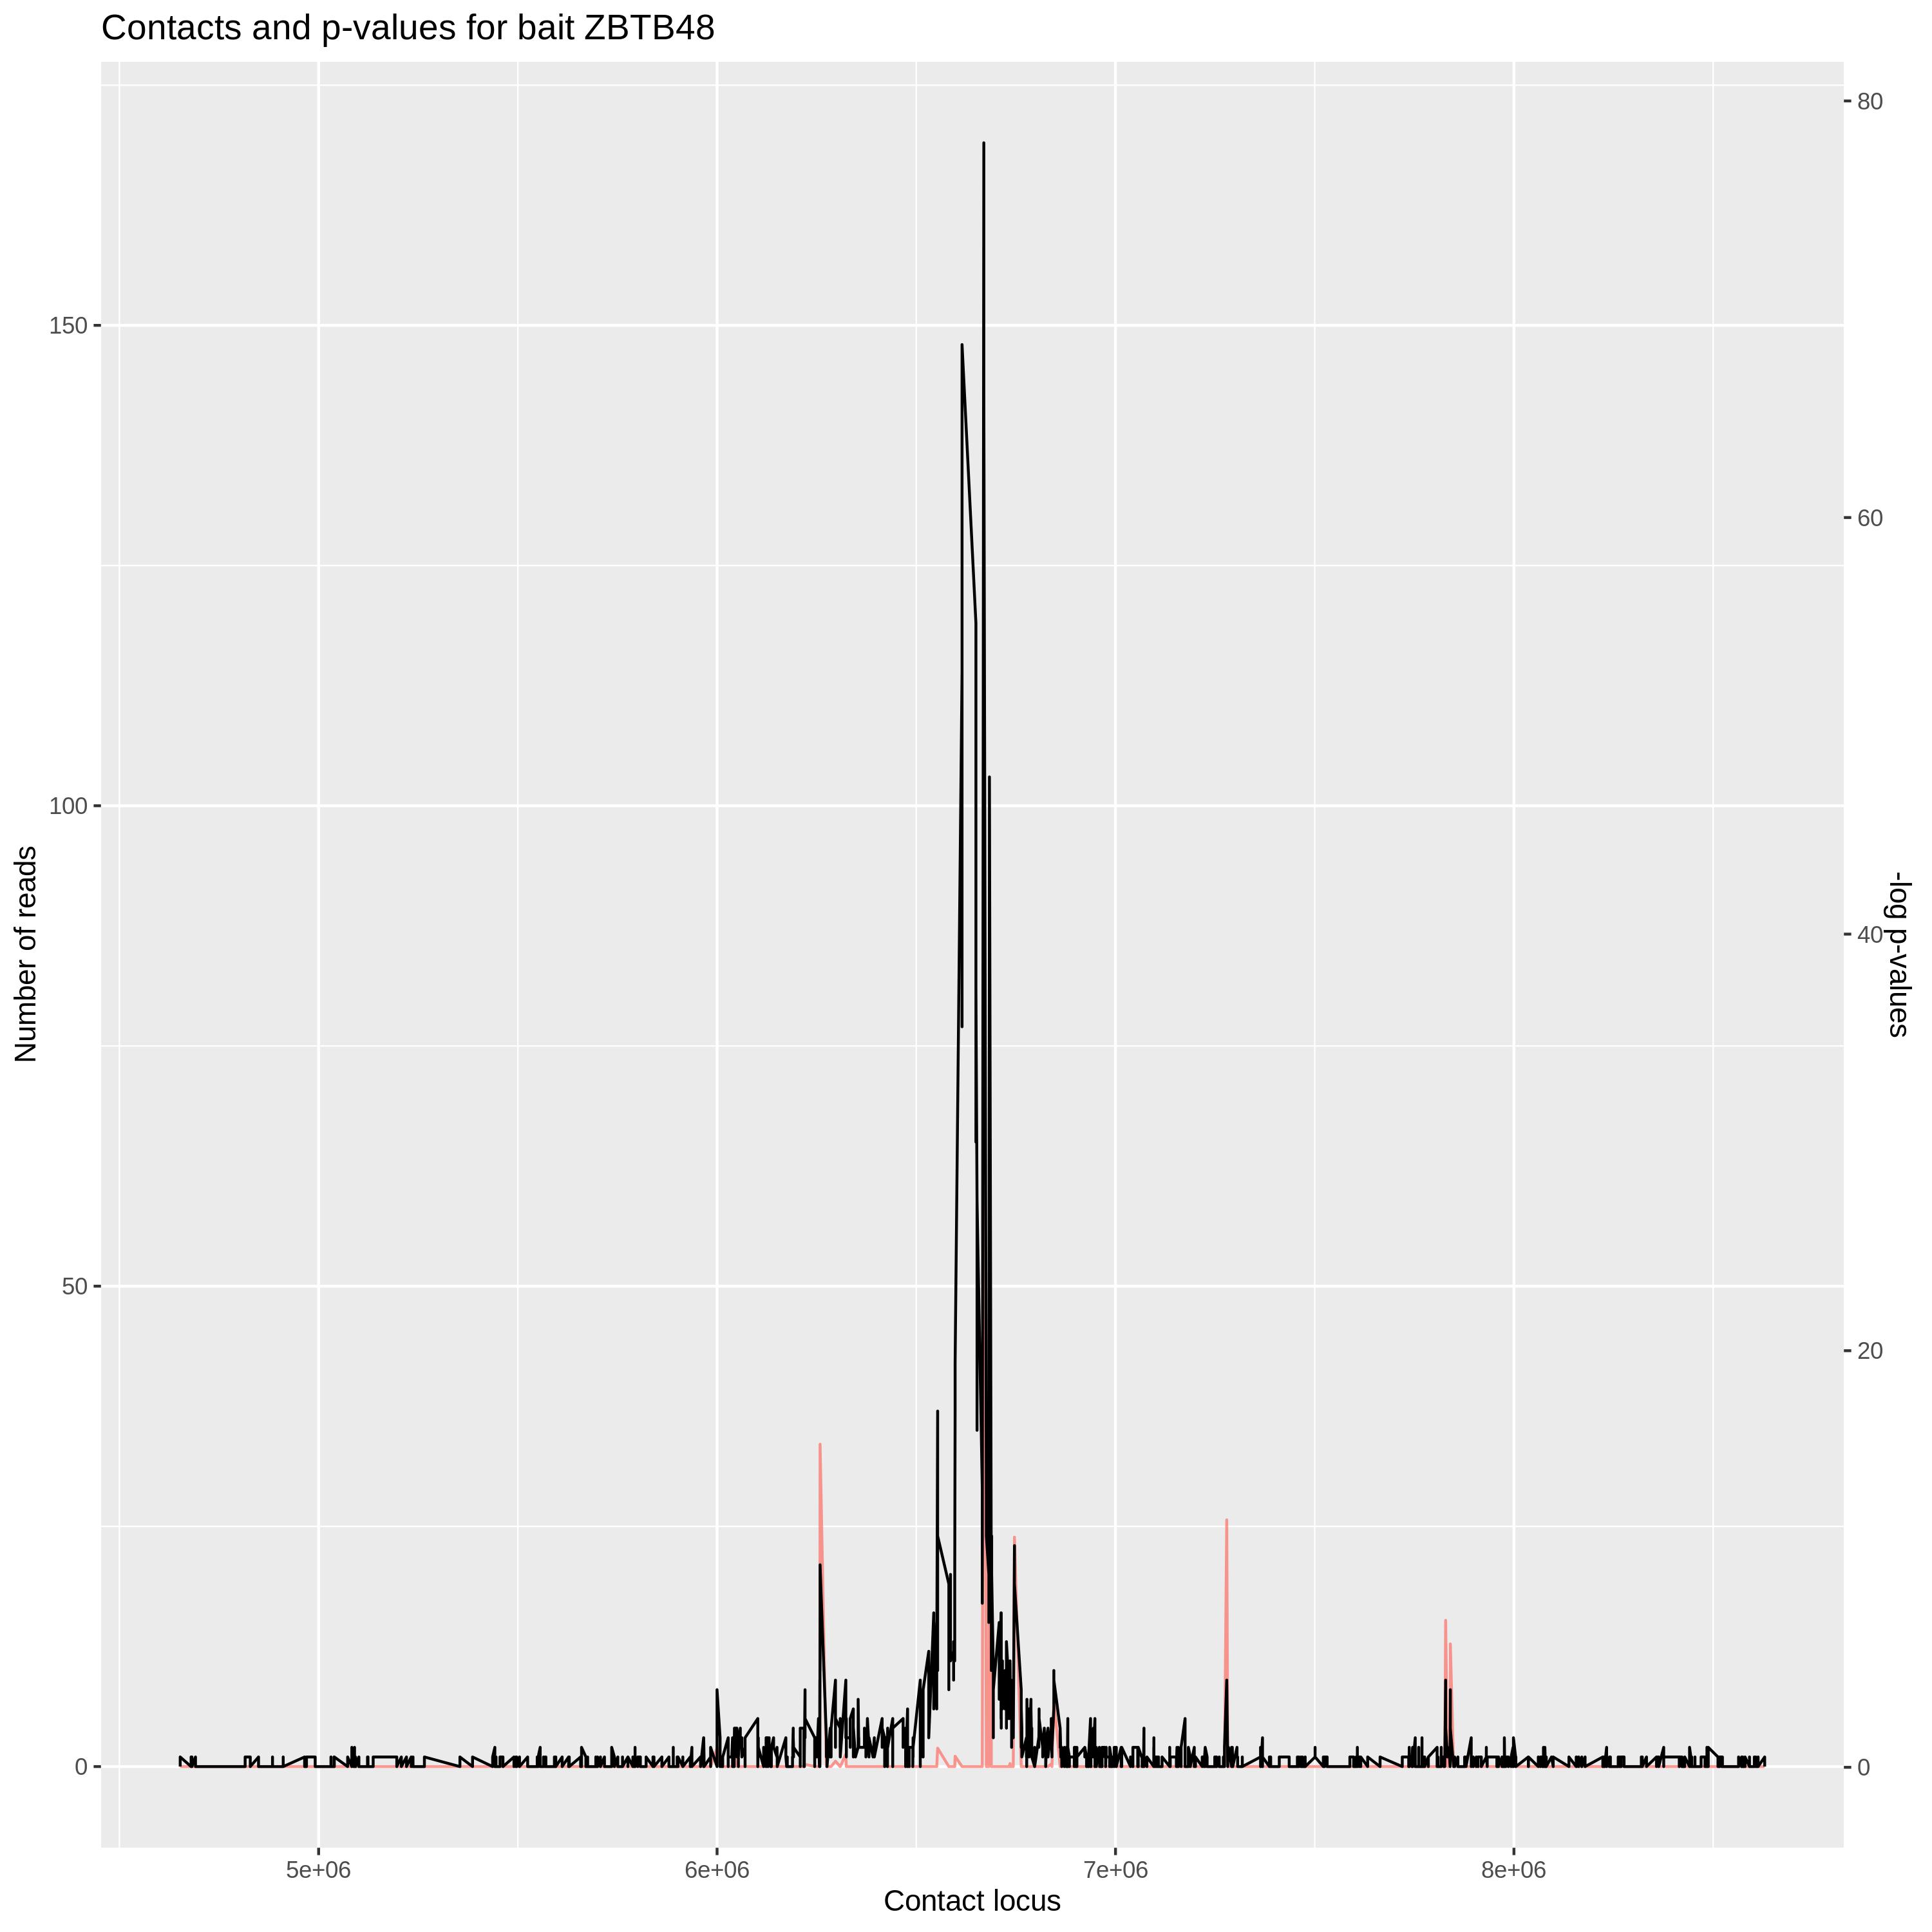 Contacts and p-values for bait ZBTB48
80
150
60
100
Number of reads
-log p-values
40
50
20
0
0
5e+06
6e+06
7e+06
8e+06
Contact locus